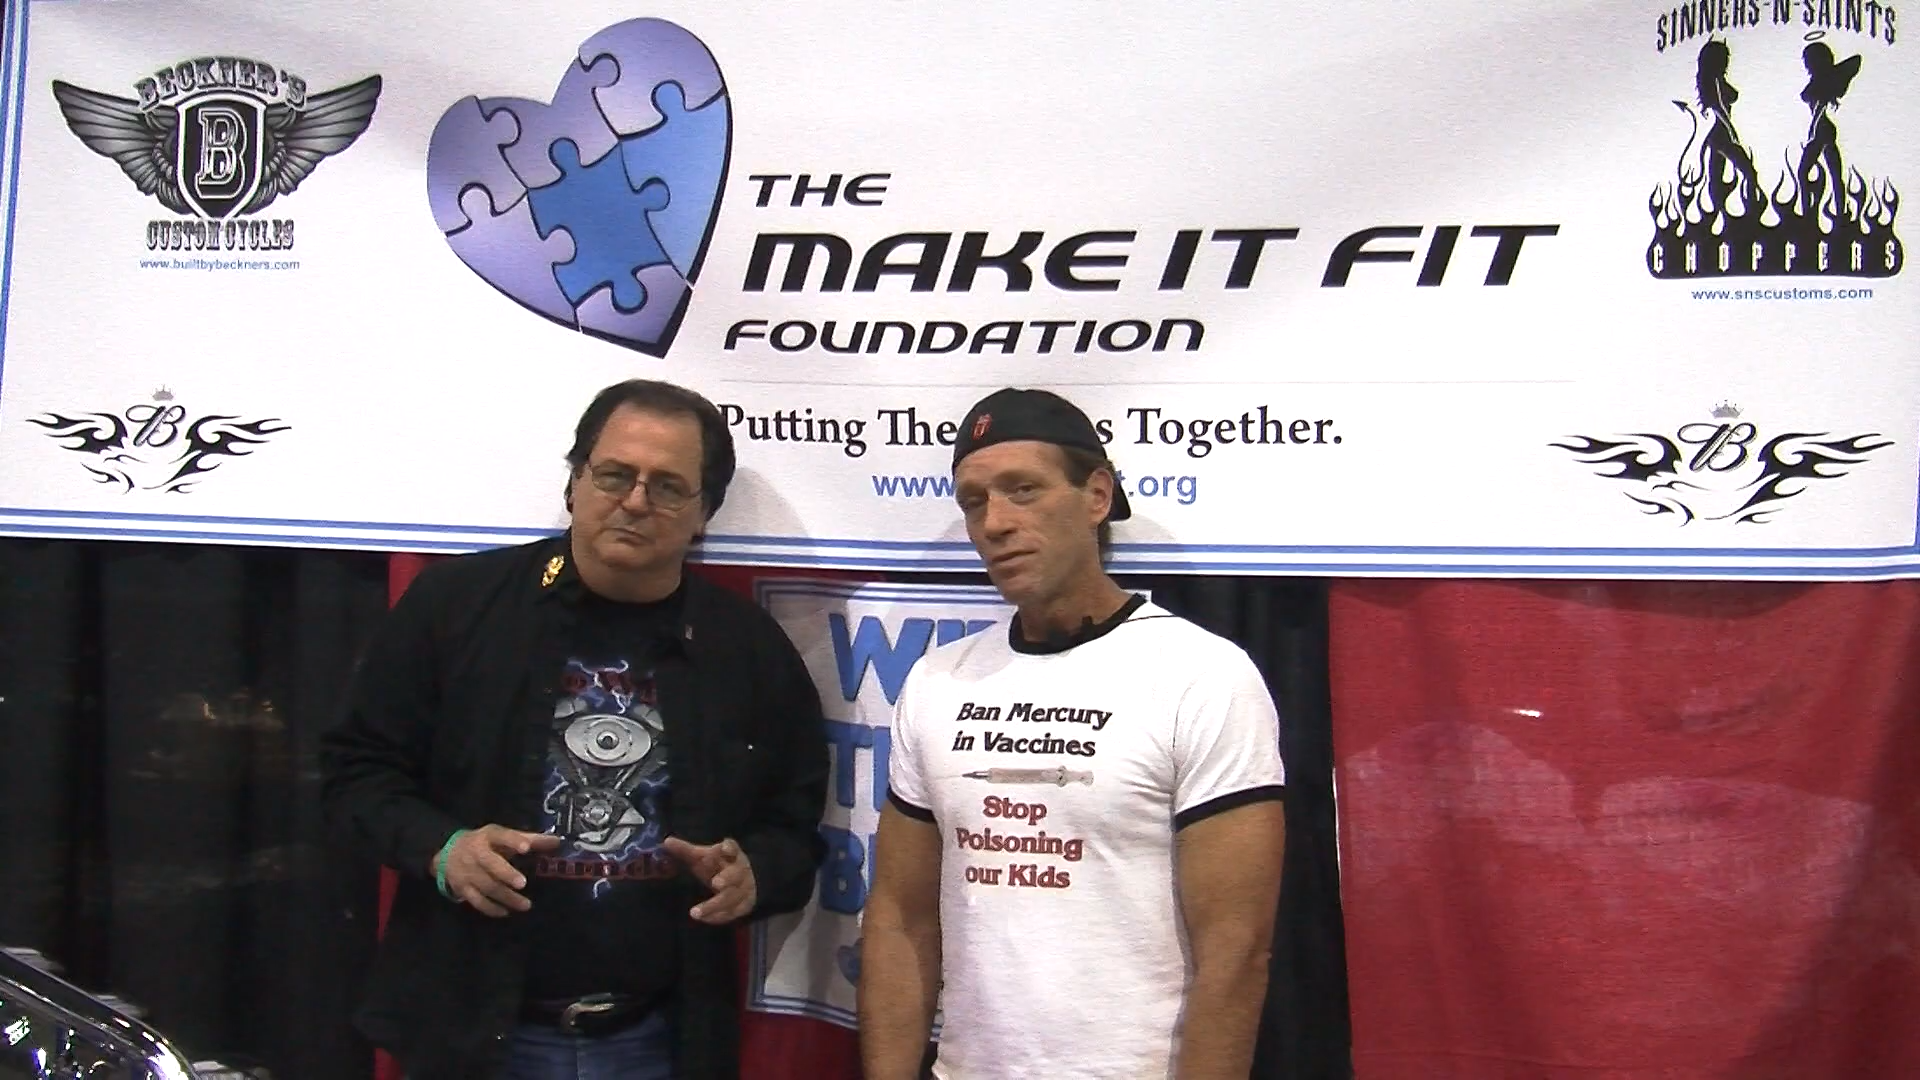 BECKNER'S
B
CUSTOM CYCLES
www.builtbybeckners.com
THE
MAKE IT FIT
FOUNDATION
Putting The s Together.
www .org
SINNERS-N-SAINTS
CHOPPERS
www.snscustoms.com
B
B
Ban Mercury
in Vaccines
Stop
Poisoning
our Kids